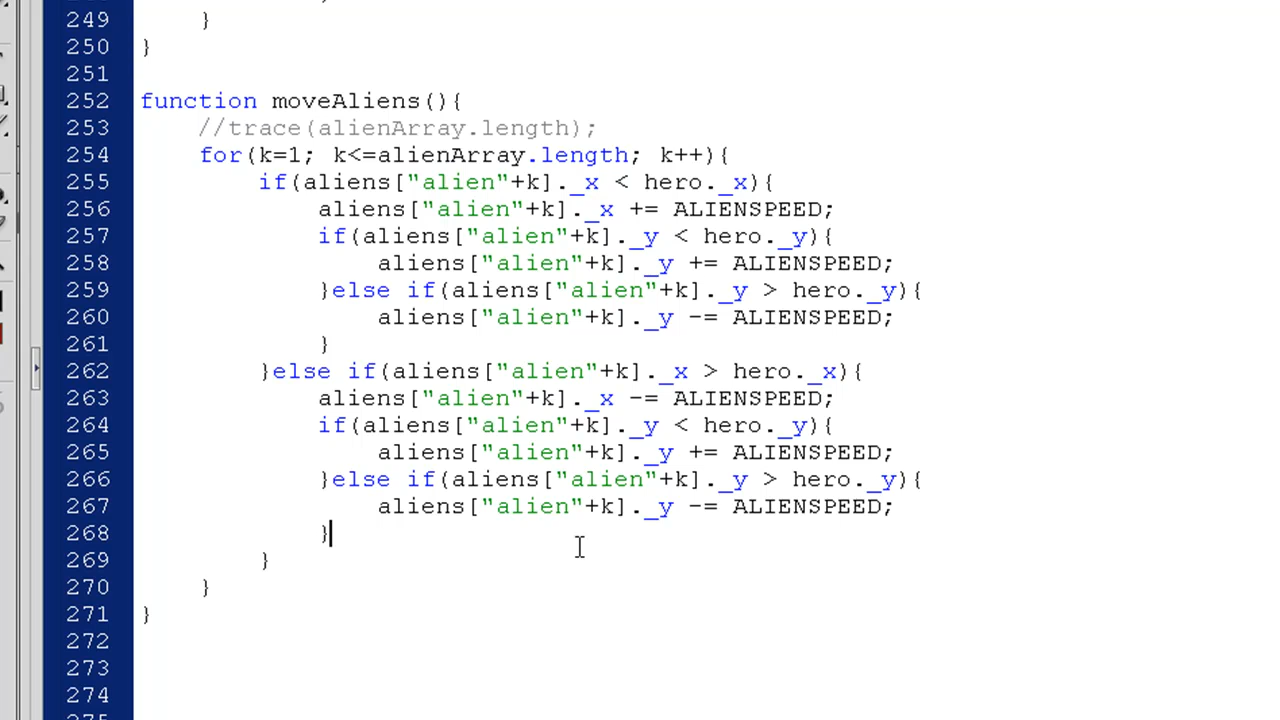 249 }
250 }
251
252 function moveAliens(){
253 //trace(alienArray.length);
254 for(k=1; k<=alienArray.length; k++){
255 if(aliens["alien"+k]._x < hero._x){
256 aliens["alien"+k]._x += ALIENSPEED;
257 if(aliens["alien"+k]._y < hero._y){
258 aliens["alien"+k]._y += ALIENSPEED;
259 }else if(aliens["alien"+k]._y > hero._y){
260 aliens["alien"+k]._y -= ALIENSPEED;
261 }
262 }else if(aliens["alien"+k]._x > hero._x){
263 aliens["alien"+k]._x -= ALIENSPEED;
264 if(aliens["alien"+k]._y < hero._y){
265 aliens["alien"+k]._y += ALIENSPEED;
266 }else if(aliens["alien"+k]._y > hero._y){
267 aliens["alien"+k]._y -= ALIENSPEED;
268 }
269 }
270 }
271 }
272
273
274